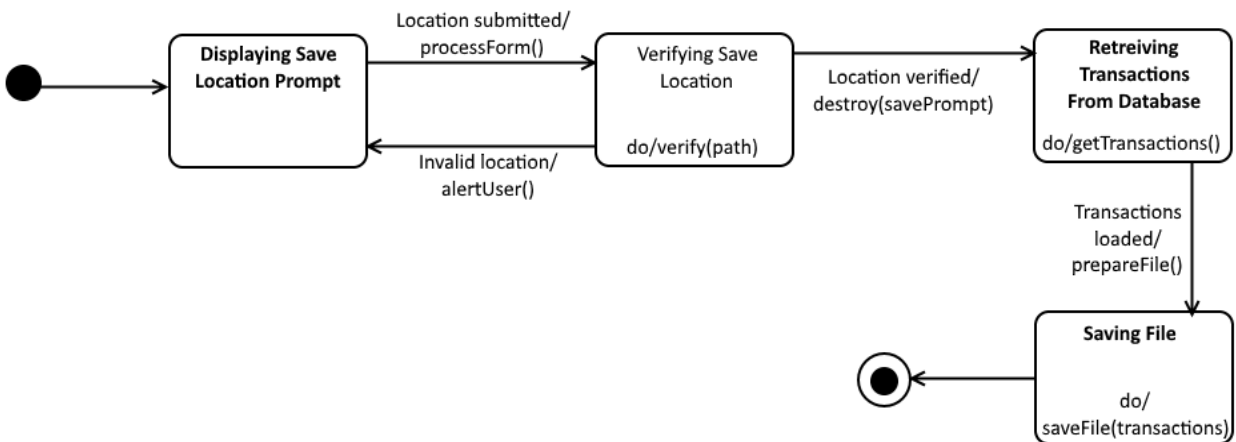 Displaying Save
Location Prompt
Location submitted/
processForm()
Invalid location/
alertUser()
Verifying Save
Location
do/verify(path)
Location verified/
destroy(savePrompt)
Retreiving
Transactions
From Database
do/getTransactions()
Transactions
loaded/
prepareFile()
Saving File
do/
saveFile(transactions)